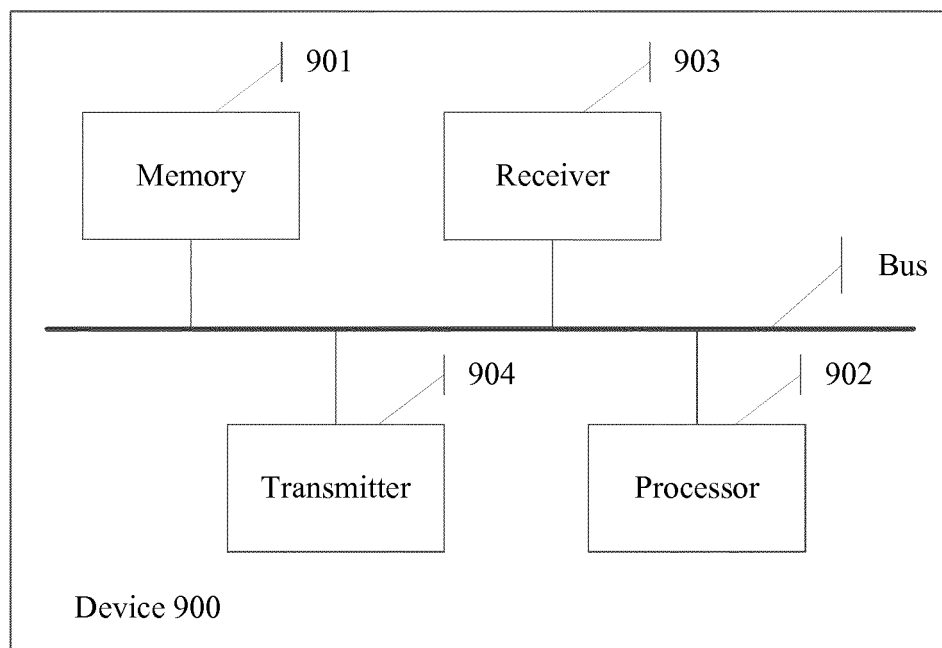 901
903
Memory
Receiver
Bus
904
902
Transmitter
Processor
Device 900